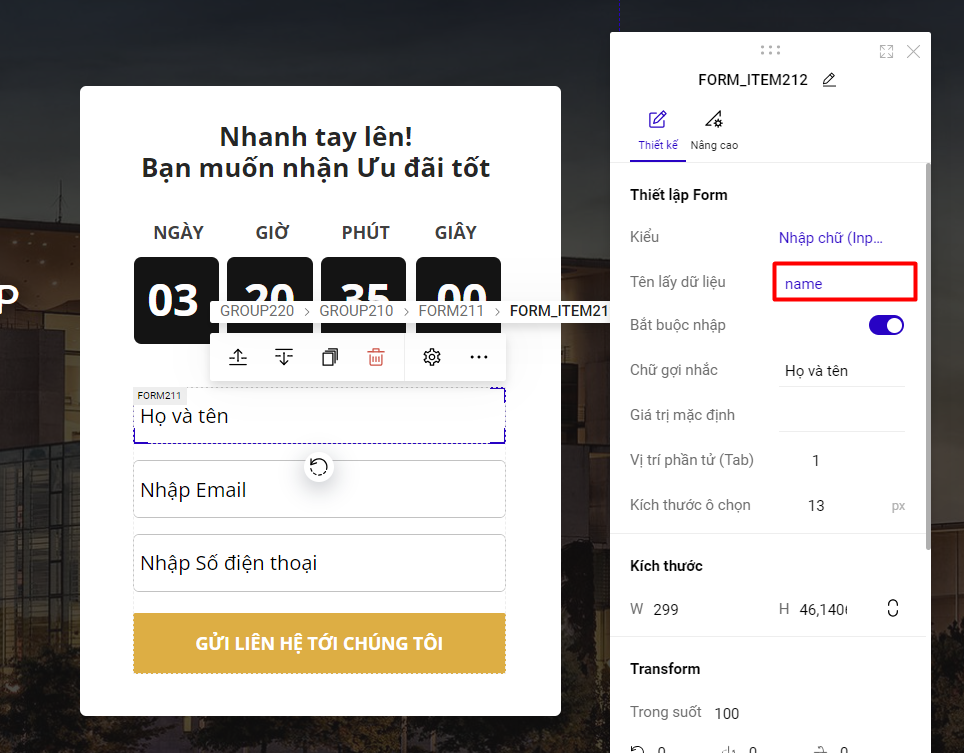 P
Nhanh tay lên!
Bạn muốn nhận Ưu đãi tốt
NGÀY GIỜ PHÚT GIÂY
03 20 35 00
GROUP220 > GROUP210 > FORM211 > FORM_ITEM21
FORM211
Họ và tên
Nhập Email
Nhập Số điện thoại
GỬI LIÊN HỆ TỚI CHÚNG TÔI
FORM_ITEM212
Thiết kế Nâng cao
Thiết lập Form
Kiểu Nhập chữ (Inp...
Tên lấy dữ liệu name
Bắt buộc nhập
Chữ gợi nhắc Họ và tên
Giá trị mặc định
Vị trí phần tử (Tab) 1
Kích thước ô chọn 13 px
Kích thước
W 299 H 46,140
Transform
Trong suốt 100
0 0 0